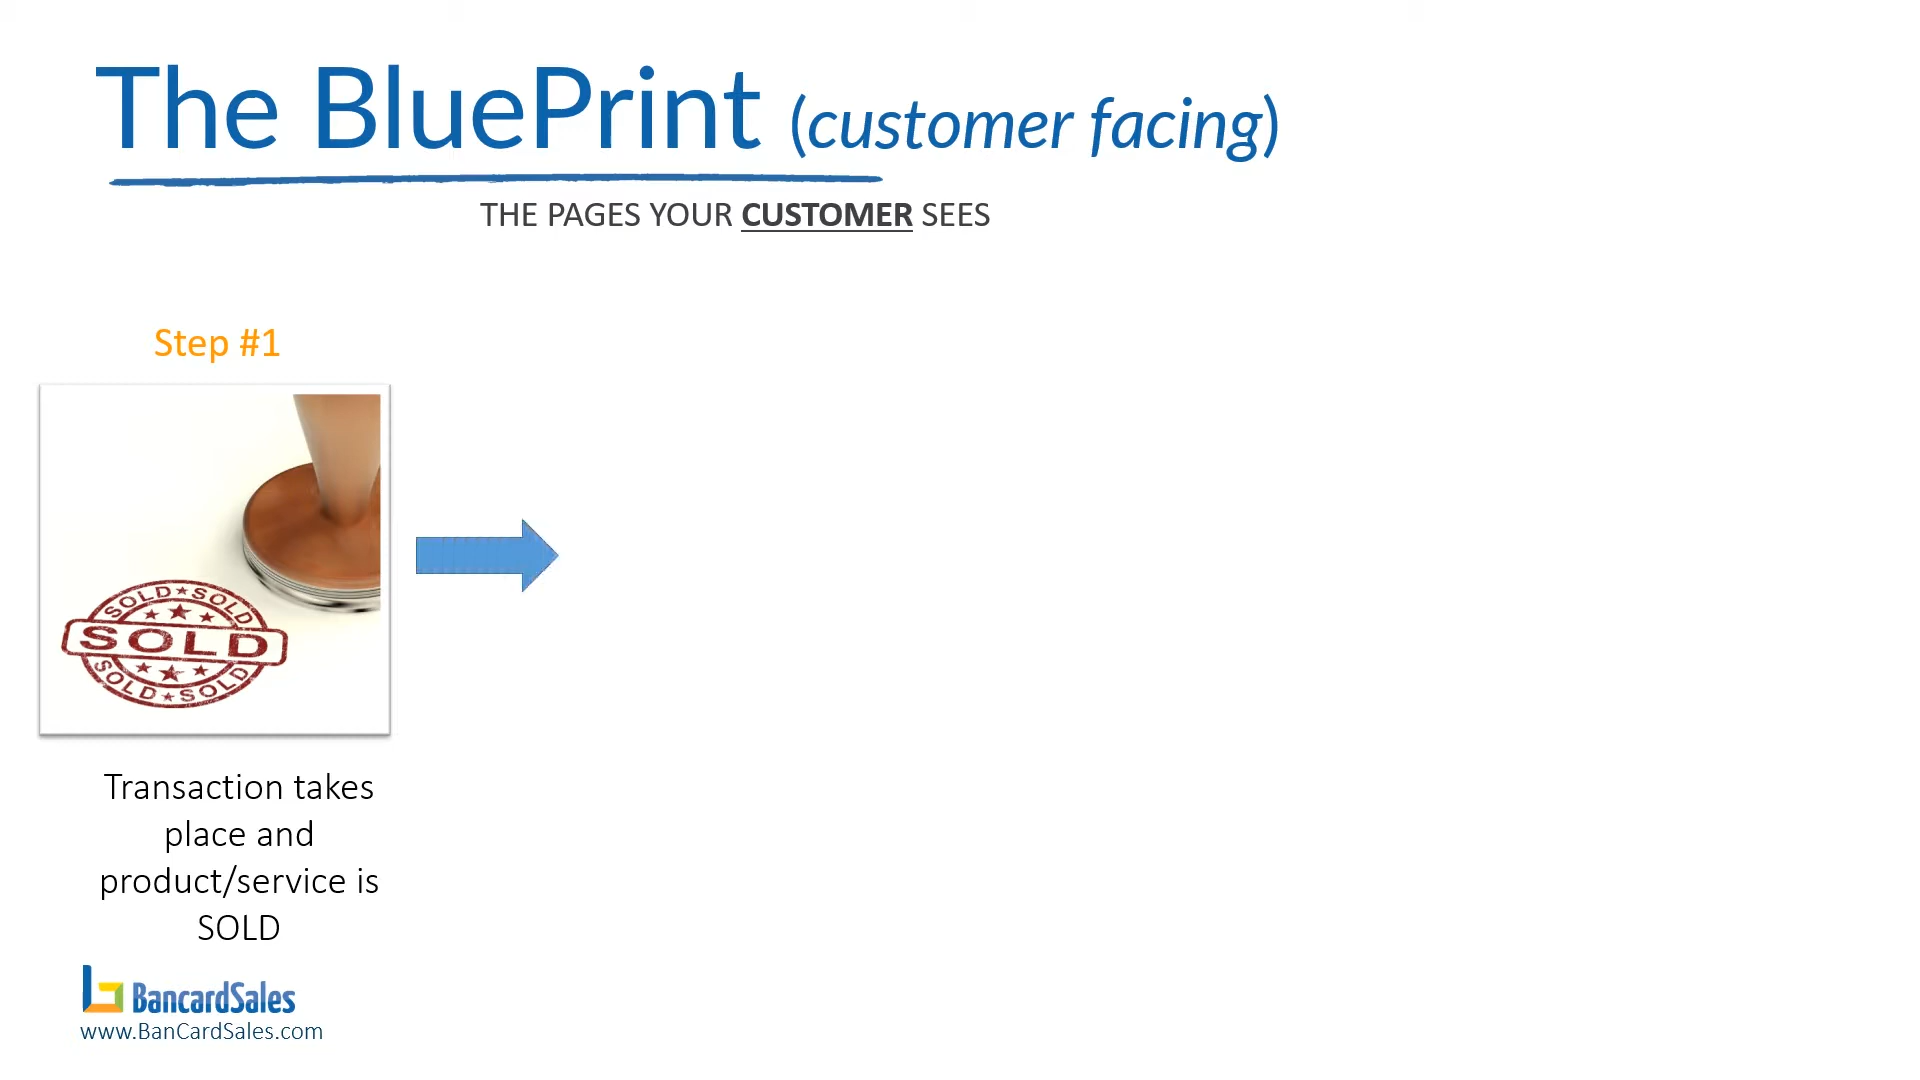 The BluePrint (customer facing)
THE PAGES YOUR CUSTOMER SEES
Step #1
SOLD★SOLD
SOLD
SOLD★SOLD
Transaction takes
place and
product/service is
SOLD
BancardSales
www.BanCardSales.com